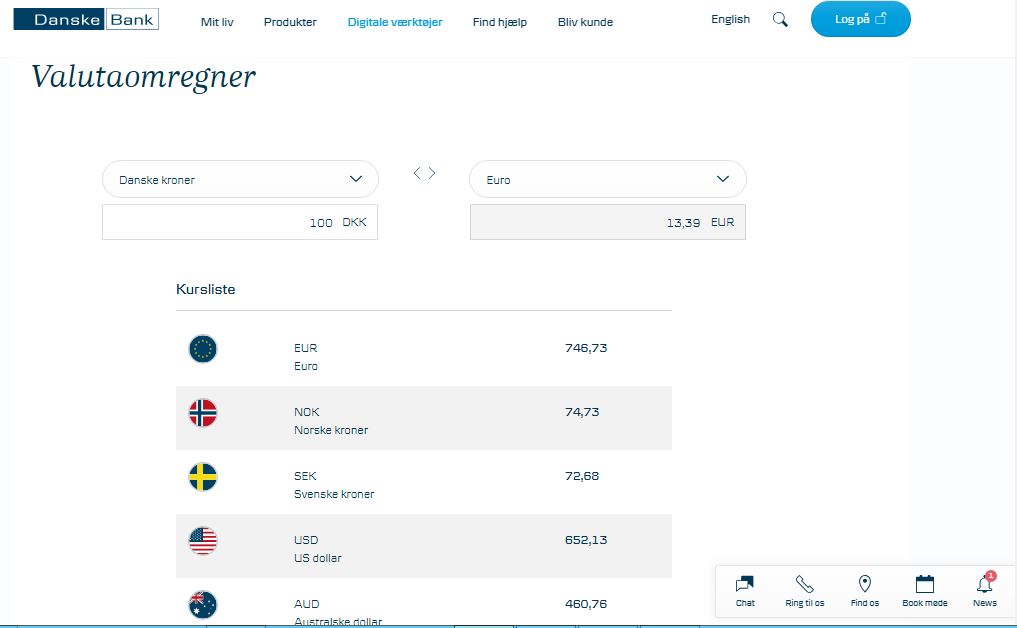 Danske Bank
Mit liv
Produkter
Digitale værktøjer
Find hjælp
Bliv kunde
English
Log på
Valutaomregner
Danske kroner
Euro
100 DKK
13,39 EUR
Kursliste
EUR 746,73
Euro
NOK 74,73
Norske kroner
SEK 72,68
Svenske kroner
USD 652,13
US dollar
AUD 460,76
Australske dollar
1
Chat
Ring til os
Find os
Book møde
News